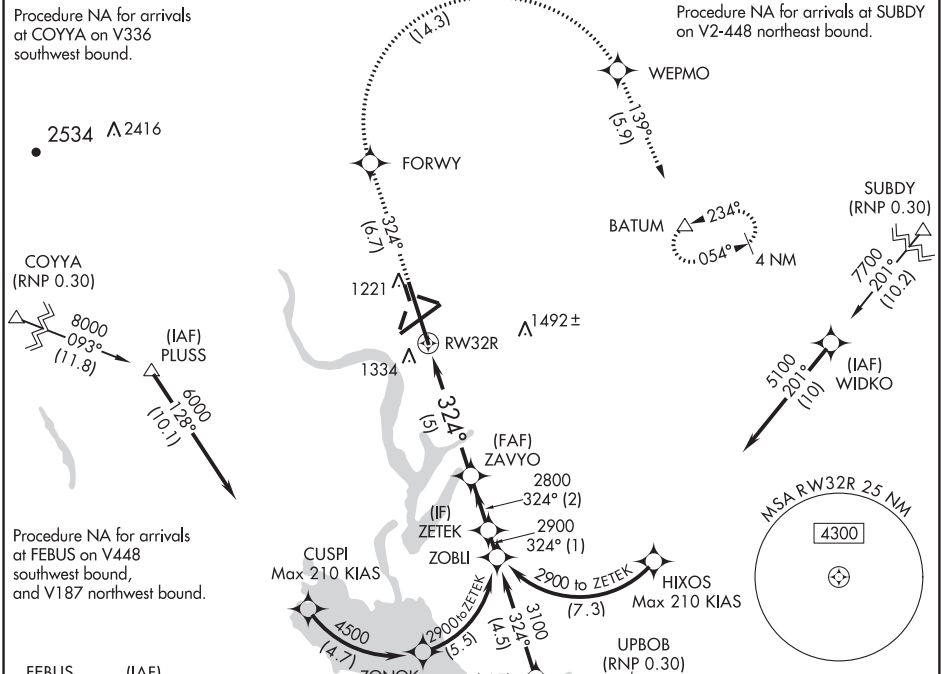 Procedure NA for arrivals
at COYYA on V336
southwest bound.
(14.3)
Procedure NA for arrivals at SUBDY
on V2-448 northeast bound.
WEPMO
139°
(5.9)
2534
2416
FORWY
324°
(6.7)
SUBDY
(RNP 0.30)
BATUM
234°
054°
4 NM
7700
201°
(10.2)
COYYA
(RNP 0.30)
8000
093°
(11.8)
1221
1492 ±
RW32R
1334
(IAF)
PLUSS
6000
128°
(10.1)
5100
201°
(10)
(IAF)
WIDKO
324°
(5)
(FAF)
ZAVYO
2800
324° (2)
(IF)
ZETEK
2900
324° (1)
ZOBLI
MSA RW32R 25 NM
4300
Procedure NA for arrivals
at FEBUS on V448
southwest bound,
and V187 northwest bound.
CUSPI
Max 210 KIAS
4500
(4.7)
2900 to ZETEK
(5.5)
3100
324°
(4.5)
2900 to ZETEK
(7.3)
HIXOS
Max 210 KIAS
UPBOB
(RNP 0.30)
FEBUS
(IAF)